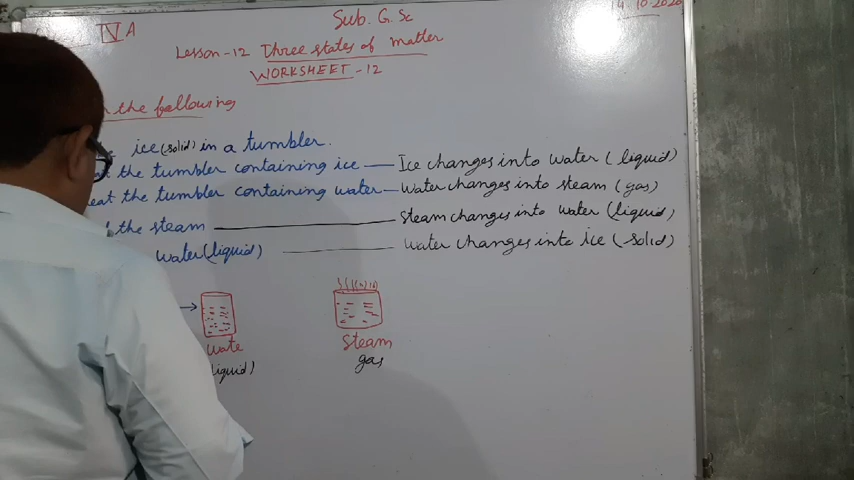 IV A
Sub. G. Sc
14.10.2020
Lesson-12 Three states of matter
WORKSHEET-12
the following
ice (solid) in a tumbler.
the tumbler containing ice — Ice changes into water (liquid)
eat the tumbler containing water — Water changes into steam (gas)
the steam — Steam changes into water (liquid)
water (liquid) — Water changes into ice (solid)
Wate
Steam
liquid)
gas